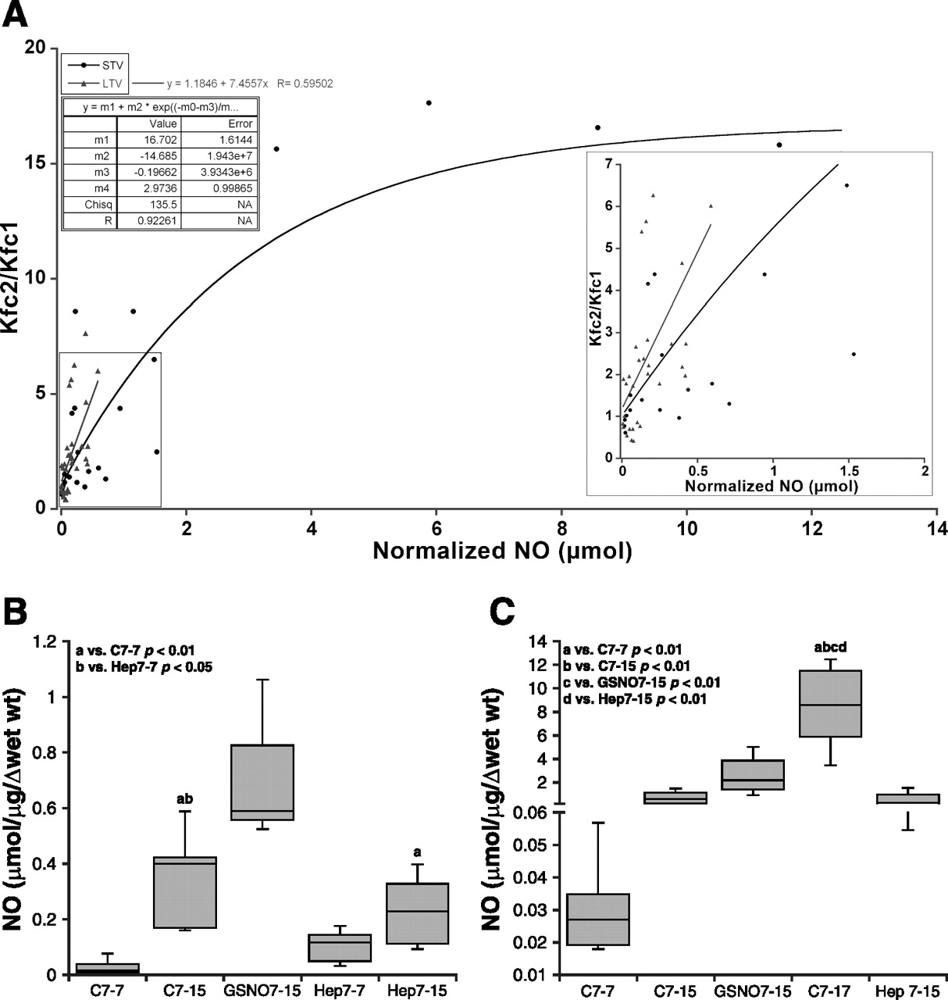 A
20
15
10
5
0
Kfc2/Kfc1
STV
LTV y = 1.1846 + 7.4557x R= 0.59502
y = m1 + m2 * exp((-m0-m3)/m...
Value Error
m1 16.702 1.6144
m2 -14.685 1.943e+7
m3 -0.19662 3.9343e+6
m4 2.9736 0.99865
Chisq 135.5 NA
R 0.92261 NA
7
6
5
4
3
2
1
0
Kfc2/Kfc1
0 0.5 1 1.5 2
Normalized NO (µmol)
0 2 4 6 8 10 12 14
Normalized NO (µmol)
B
1.2
1
0.8
0.6
0.4
0.2
0
NO (µmol/µg/Δwet wt)
a vs. C7-7 p < 0.01
b vs. Hep7-7 p < 0.05
ab
a
C7-7 C7-15 GSNO7-15 Hep7-7 Hep7-15
C
14
12
10
8
6
4
2
0.06
0.05
0.04
0.03
0.02
0.01
NO (µmol/µg/Δwet wt)
a vs. C7-7 p < 0.01
b vs. C7-15 p < 0.01
c vs. GSNO7-15 p < 0.01
d vs. Hep7-15 p < 0.01
abcd
C7-7 C7-15 GSNO7-15 C7-17 Hep 7-15